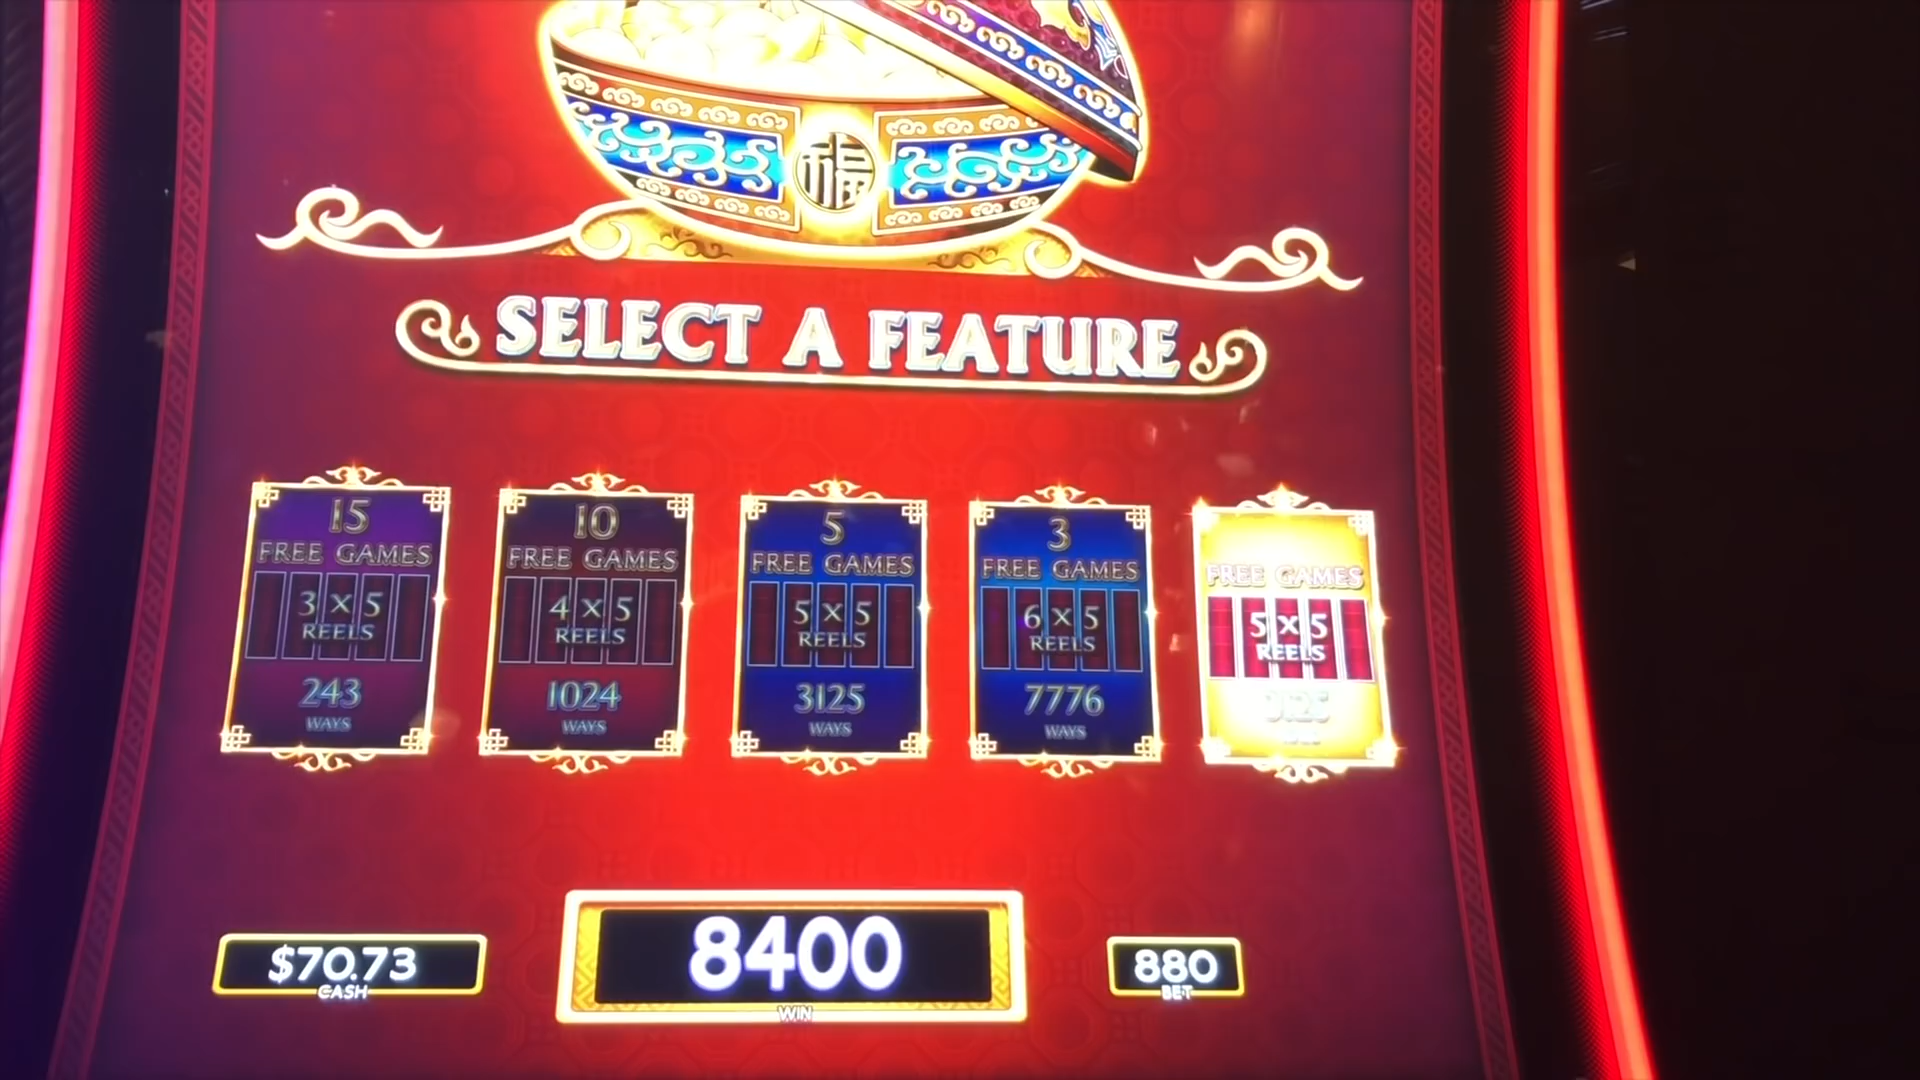 福
SELECT A FEATURE
15
FREE GAMES
3 X 5
REELS
243
WAYS
10
FREE GAMES
4 X 5
REELS
1024
WAYS
5
FREE GAMES
5 X 5
REELS
3125
WAYS
3
FREE GAMES
6 X 5
REELS
7776
WAYS
FREE GAMES
5 X 5
REELS
3125
$70.73
CASH
8400
WIN
880
BET